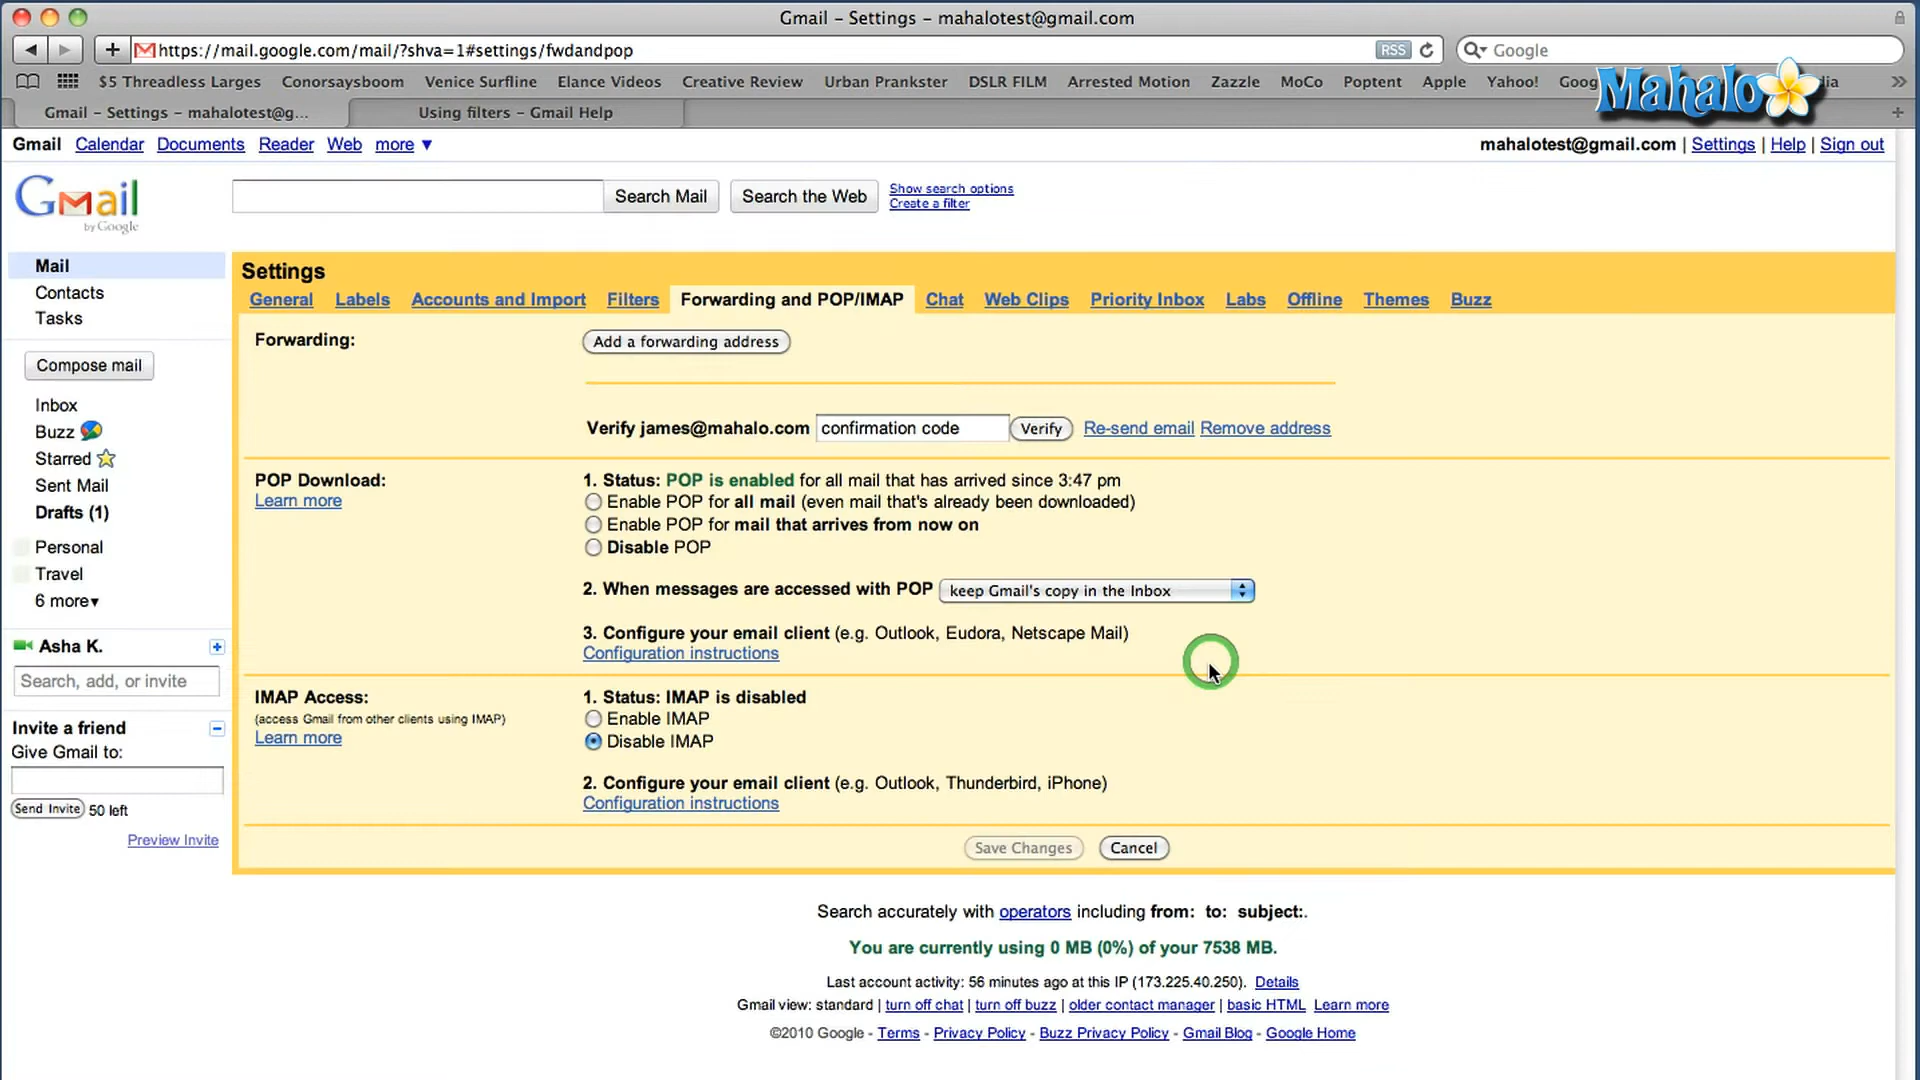 Gmail – Settings – mahalotest@gmail.com
https://mail.google.com/mail/?shva=1#settings/fwdandpop
RSS
Google
$5 Threadless Larges Conorsaysboom Venice Surfline Elance Videos Creative Review Urban Prankster DSLR FILM Arrested Motion Zazzle MoCo Poptent Apple Yahoo!
Mahalo
Gmail – Settings – mahalotest@g... Using filters – Gmail Help
Gmail Calendar Documents Reader Web more ▼
mahalotest@gmail.com | Settings | Help | Sign out
Gmail
by Google
Search Mail Search the Web
Show search options
Create a filter
Mail
Contacts
Tasks
Compose mail
Inbox
Buzz
Starred
Sent Mail
Drafts (1)
Personal
Travel
6 more▾
Asha K.
Search, add, or invite
Invite a friend
Give Gmail to:
Send Invite 50 left
Preview Invite
Settings
General Labels Accounts and Import Filters Forwarding and POP/IMAP Chat Web Clips Priority Inbox Labs Offline Themes Buzz
Forwarding:
Add a forwarding address
Verify james@mahalo.com confirmation code Verify Re-send email Remove address
POP Download:
Learn more
1. Status: POP is enabled for all mail that has arrived since 3:47 pm
Enable POP for all mail (even mail that's already been downloaded)
Enable POP for mail that arrives from now on
Disable POP
2. When messages are accessed with POP keep Gmail's copy in the Inbox
3. Configure your email client (e.g. Outlook, Eudora, Netscape Mail)
Configuration instructions
IMAP Access:
(access Gmail from other clients using IMAP)
Learn more
1. Status: IMAP is disabled
Enable IMAP
Disable IMAP
2. Configure your email client (e.g. Outlook, Thunderbird, iPhone)
Configuration instructions
Save Changes Cancel
Search accurately with operators including from: to: subject:.
You are currently using 0 MB (0%) of your 7538 MB.
Last account activity: 56 minutes ago at this IP (173.225.40.250). Details
Gmail view: standard | turn off chat | turn off buzz | older contact manager | basic HTML Learn more
©2010 Google - Terms - Privacy Policy - Buzz Privacy Policy - Gmail Blog - Google Home